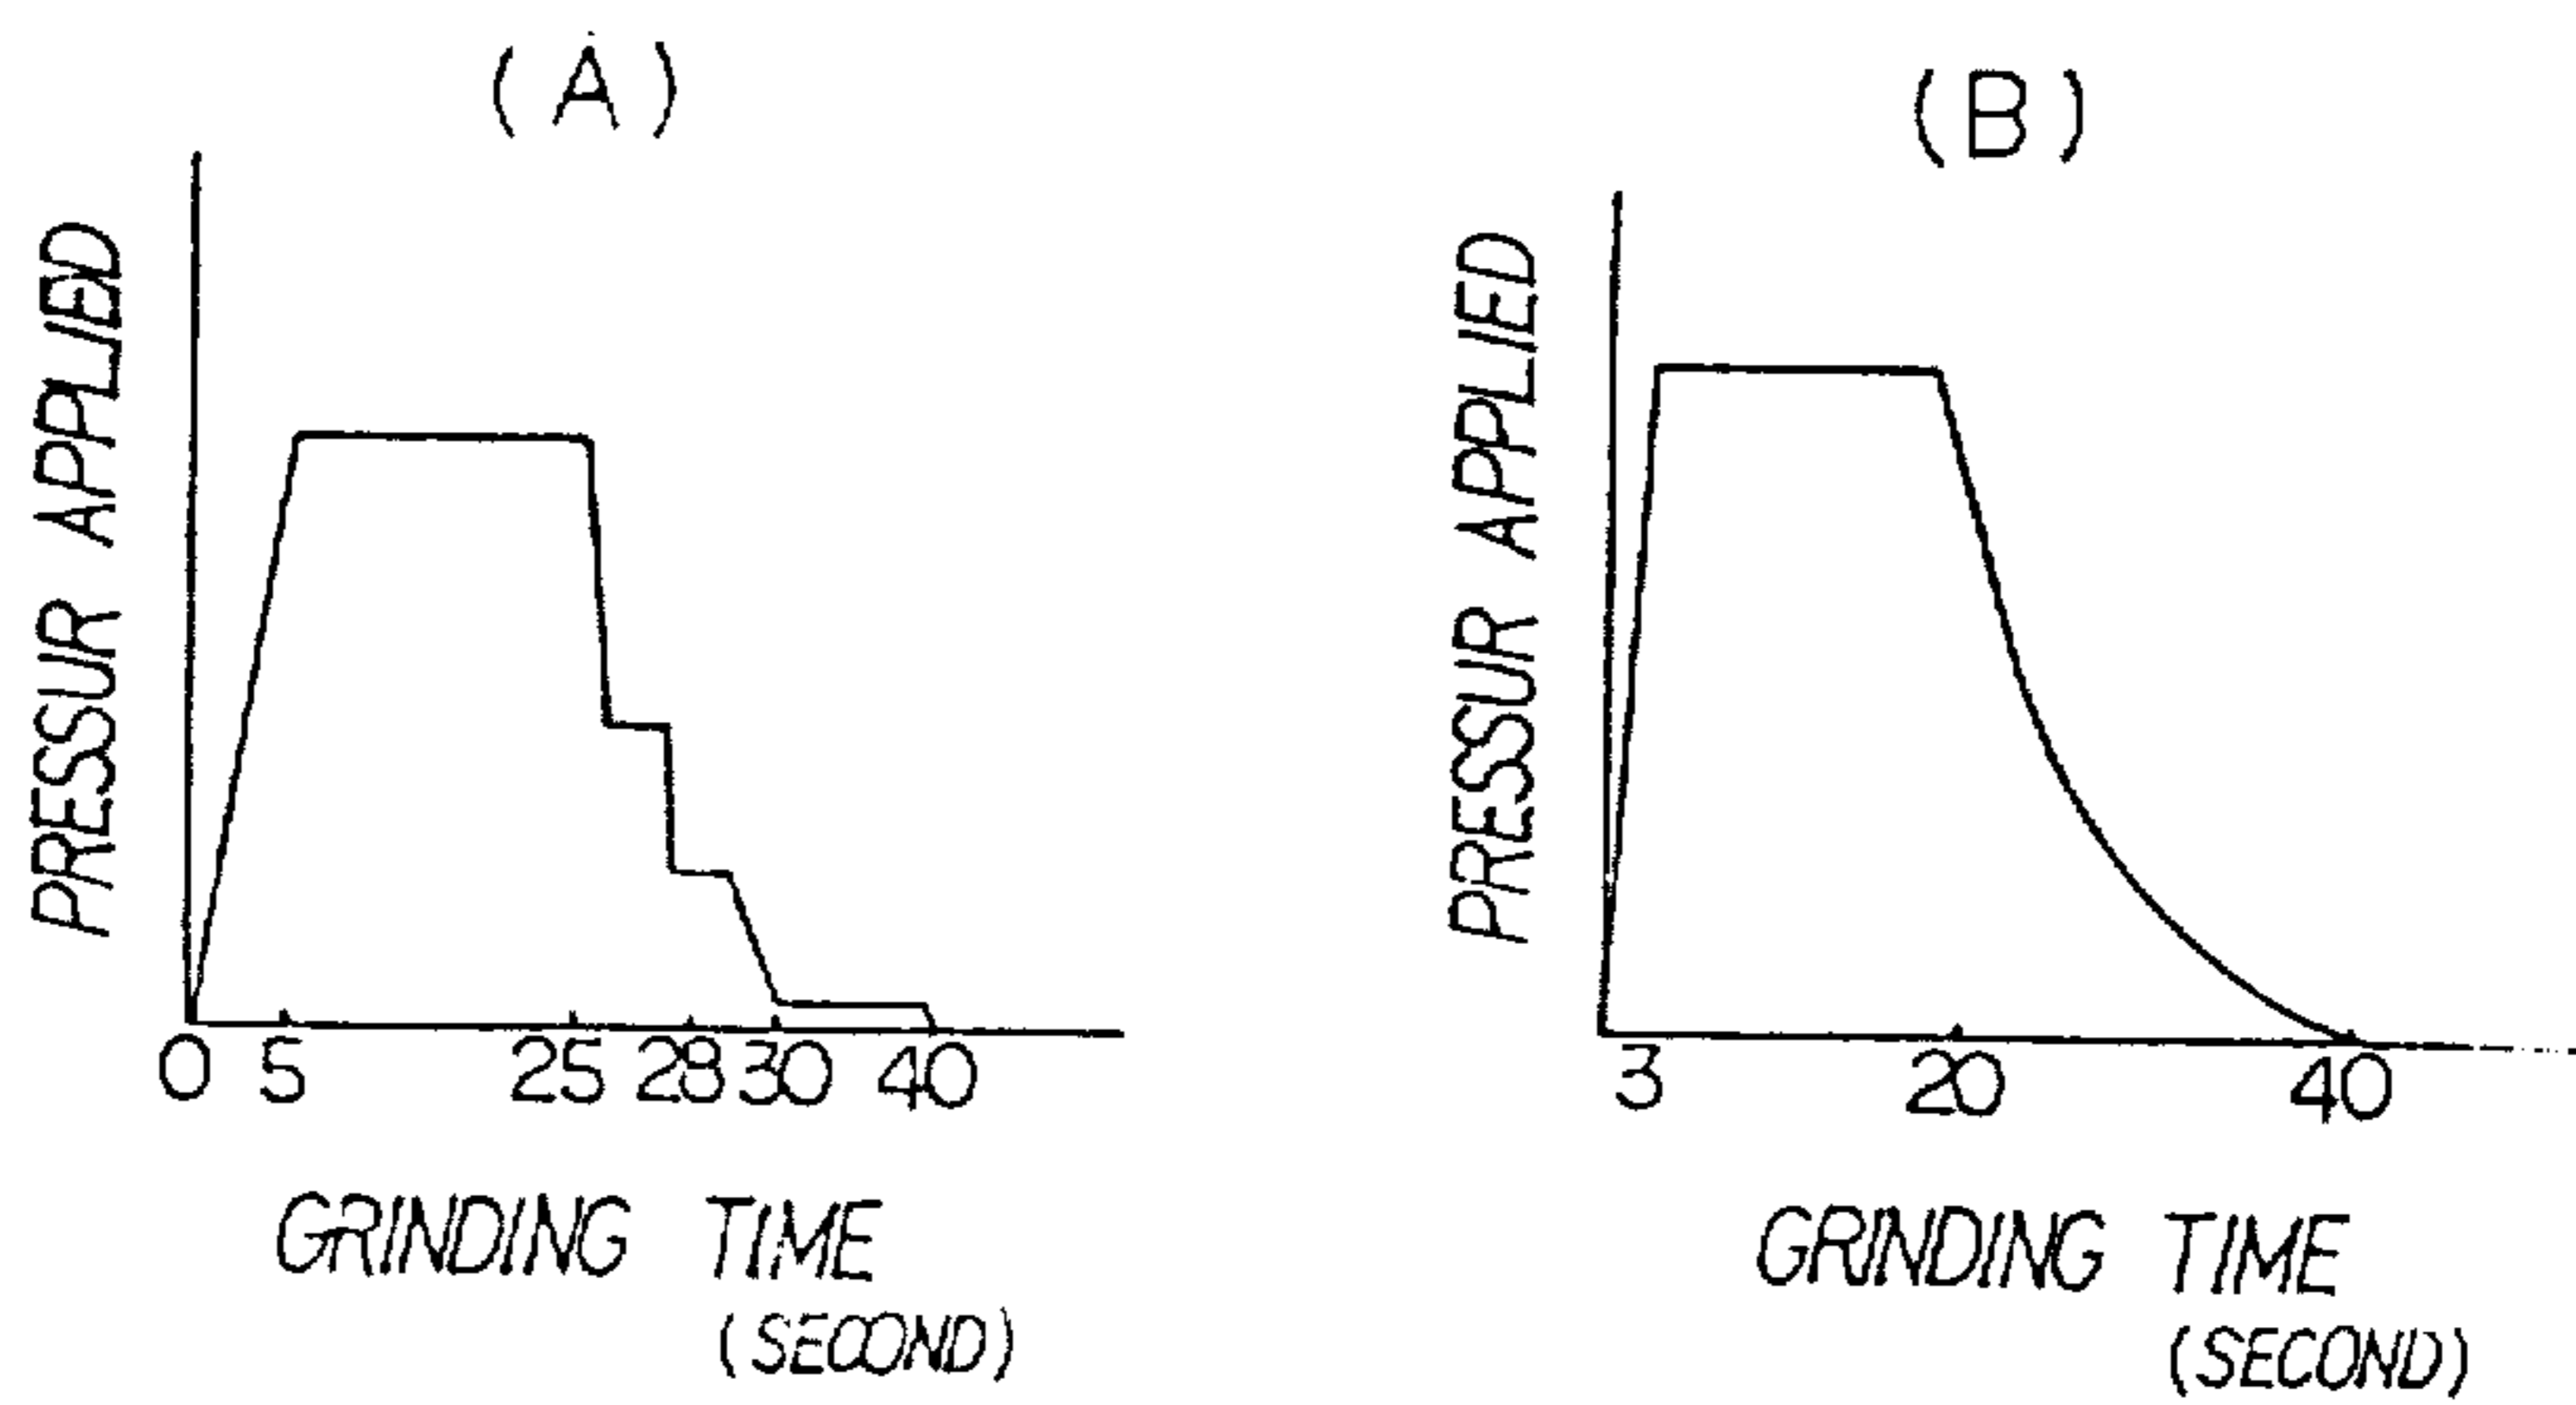 (A)
PRESSUR APPLIED
0 5 25 28 30 40
GRINDING TIME
(SECOND)
(B)
PRESSUR APPLIED
3 20 40
GRINDING TIME
(SECOND)